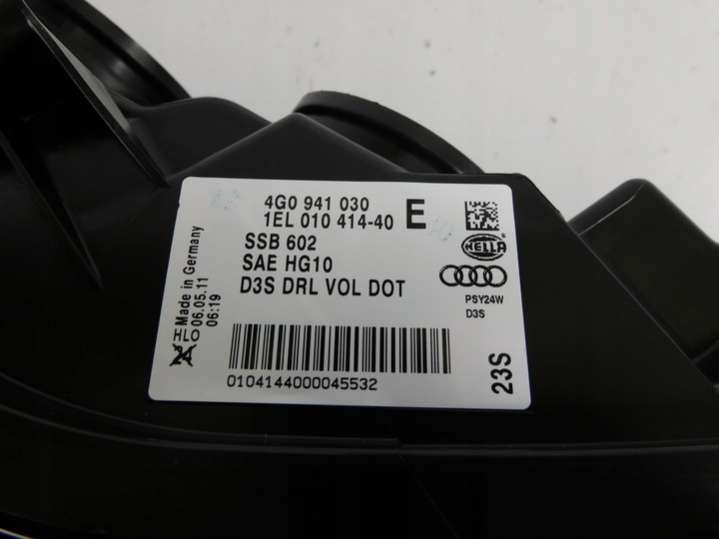 4G0 941 030
1EL 010 414-40 E
SSB 602
SAE HG10
D3S DRL VOL DOT
HELLA
PSY24W
D3S
Made in Germany
06.05.11
06:19
HLO
0104144000045532
23S